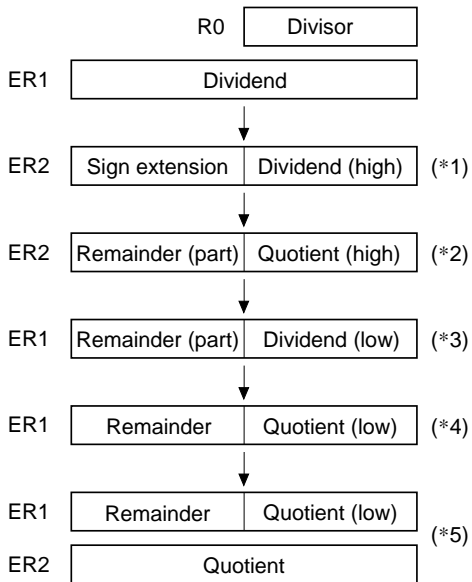 R0 Divisor
ER1 Dividend
ER2 Sign extension Dividend (high) (*1)
ER2 Remainder (part) Quotient (high) (*2)
ER1 Remainder (part) Dividend (low) (*3)
ER1 Remainder Quotient (low) (*4)
ER1 Remainder Quotient (low)
(*5)
ER2 Quotient